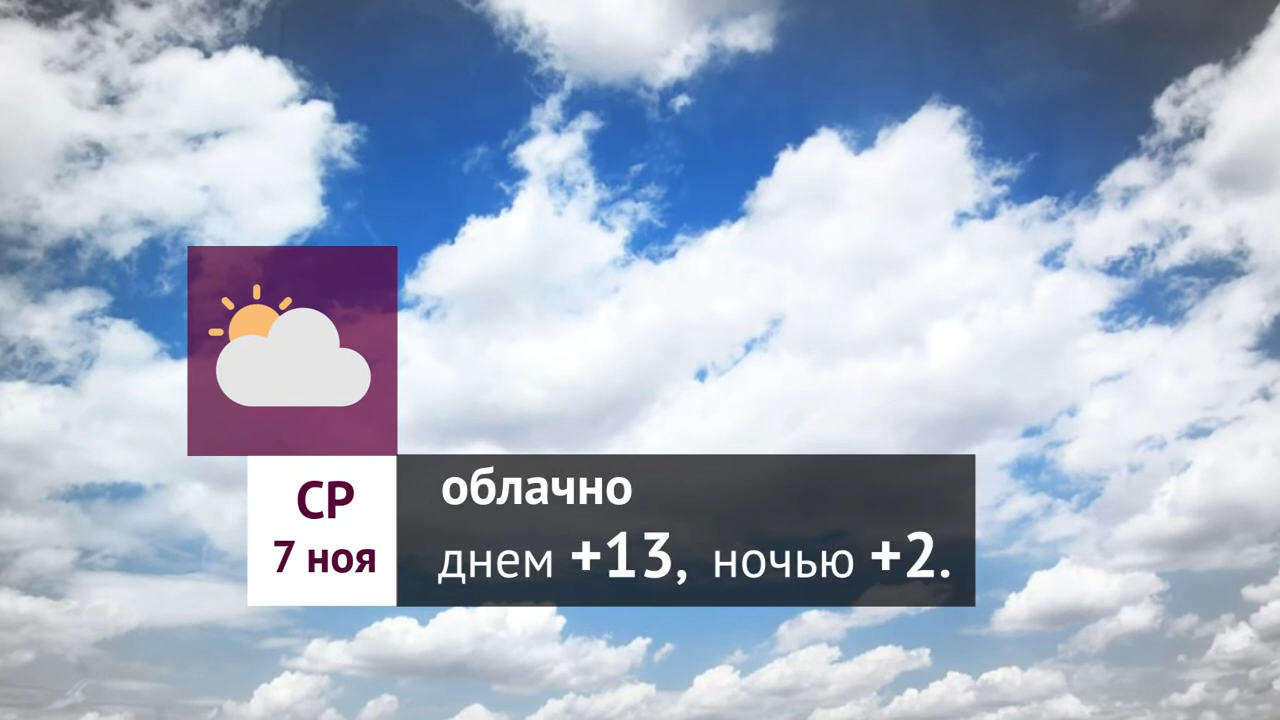 СР
7 ноя
облачно
днем +13, ночью +2.